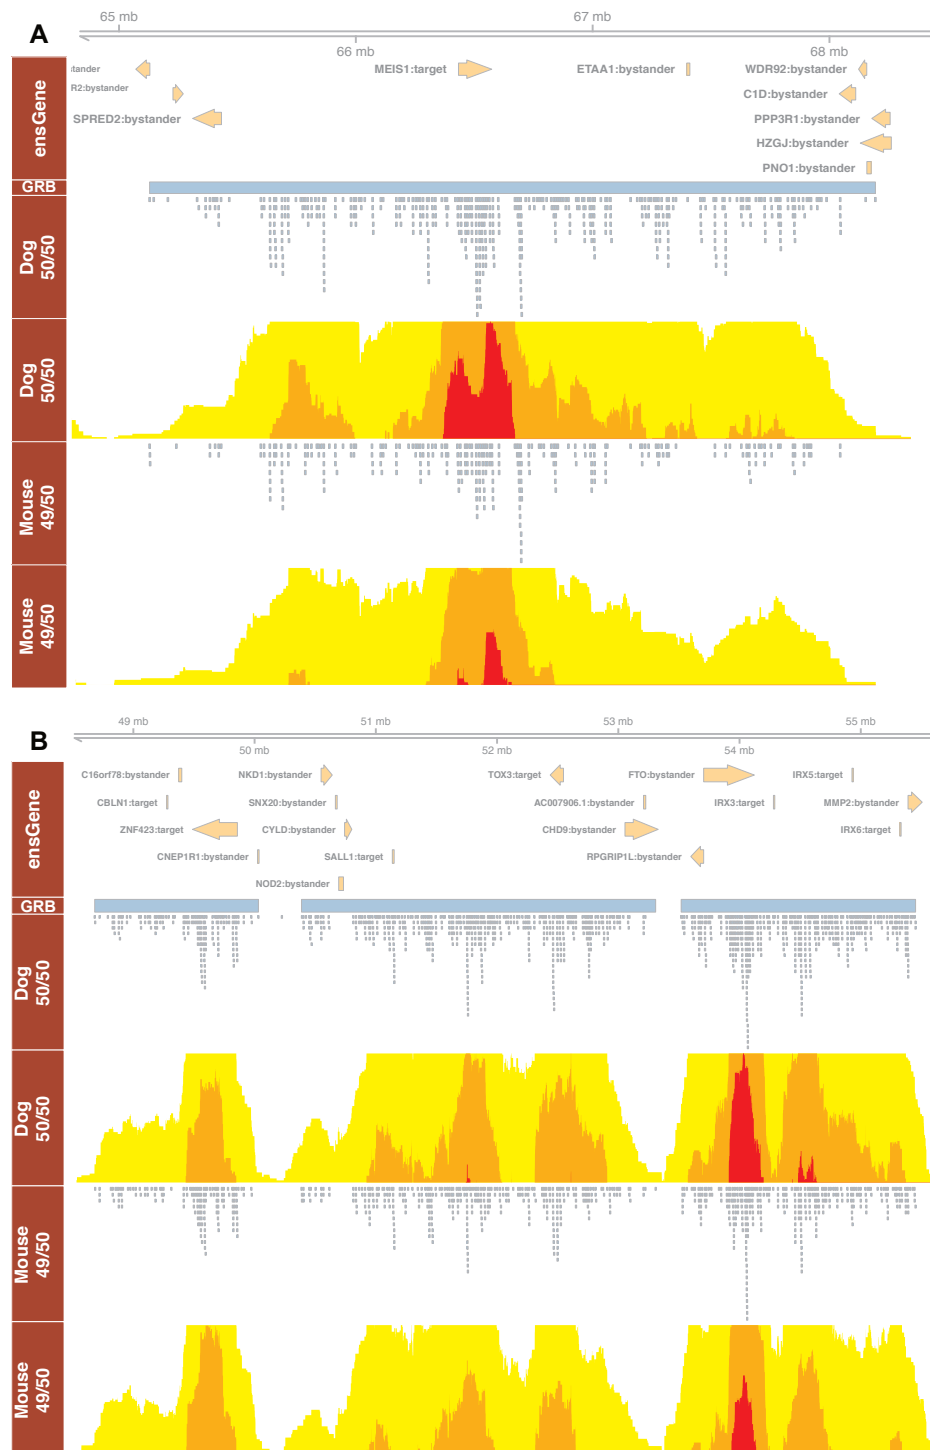 65 mb
67 mb
A
66 mb
68 mb
ensGene
tander
MEIS1:target
ETAA1:bystander
WDR92:bystander
R2:bystander
C1D:bystander
SPRED2:bystander
PPP3R1:bystander
HZGJ:bystander
PNO1:bystander
GRB
Dog
50/50
Dog
50/50
Mouse
49/50
Mouse
49/50
B
49 mb
51 mb
53 mb
55 mb
50 mb
52 mb
54 mb
ensGene
C16orf78:bystander
NKD1:bystander
TOX3:target
FTO:bystander
IRX5:target
CBLN1:target
SNX20:bystander
AC007906.1:bystander
IRX3:target
MMP2:bystander
ZNF423:target
CYLD:bystander
CHD9:bystander
IRX6:target
CNEP1R1:bystander
SALL1:target
RPGRIP1L:bystander
NOD2:bystander
GRB
Dog
50/50
Dog
50/50
Mouse
49/50
Mouse
49/50